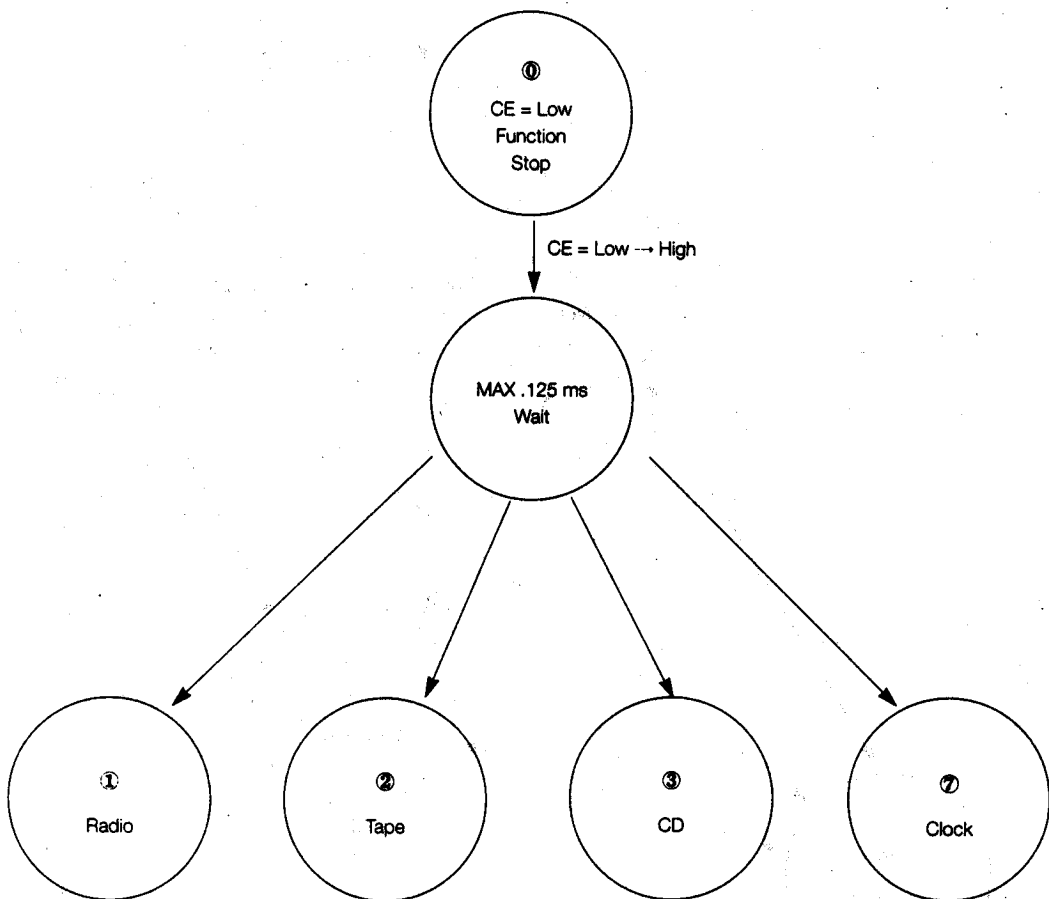 ⓪
CE = Low
Function
Stop
CE = Low → High
MAX .125 ms
Wait
①
Radio
②
Tape
③
CD
⑦
Clock